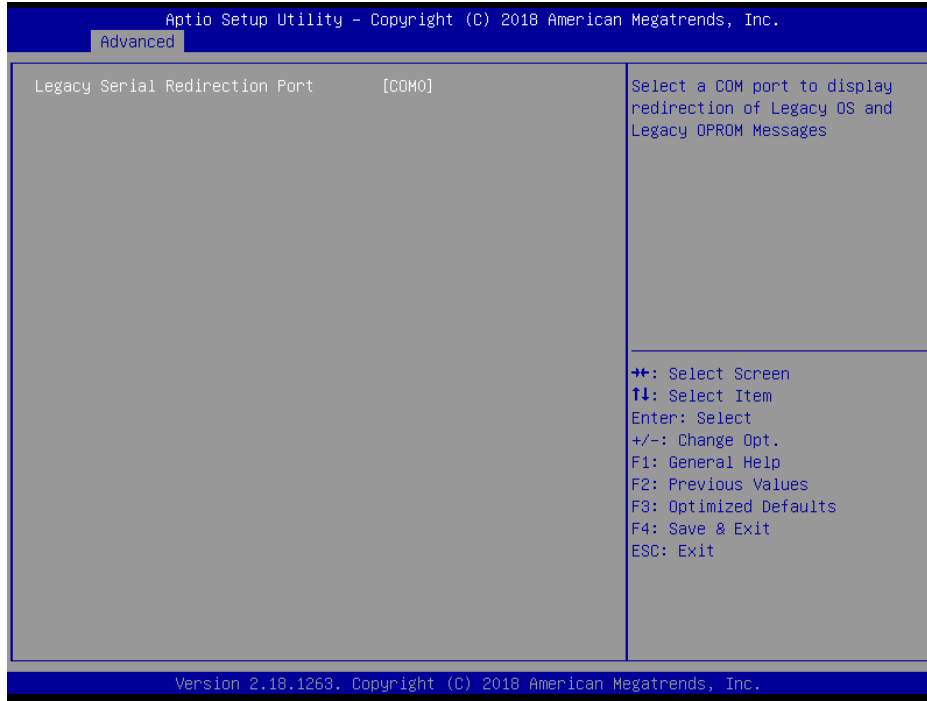 Aptio Setup Utility – Copyright (C) 2018 American Megatrends, Inc.
Advanced
Legacy Serial Redirection Port [COM0]
Select a COM port to display
redirection of Legacy OS and
Legacy OPROM Messages
→←: Select Screen
↑↓: Select Item
Enter: Select
+/-: Change Opt.
F1: General Help
F2: Previous Values
F3: Optimized Defaults
F4: Save & Exit
ESC: Exit
Version 2.18.1263. Copyright (C) 2018 American Megatrends, Inc.